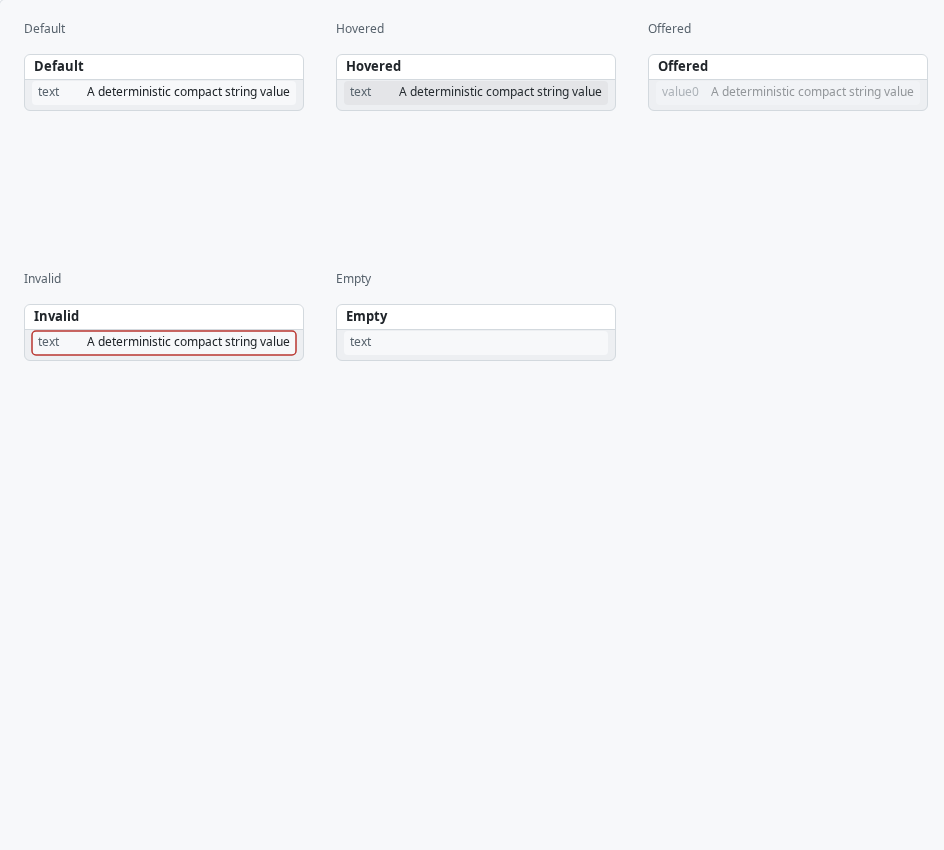 Default
Hovered
Offered
Default
Hovered
Offered
text A deterministic compact string value
text A deterministic compact string value
value0 A deterministic compact string value
Invalid
Empty
Invalid
Empty
text A deterministic compact string value
text